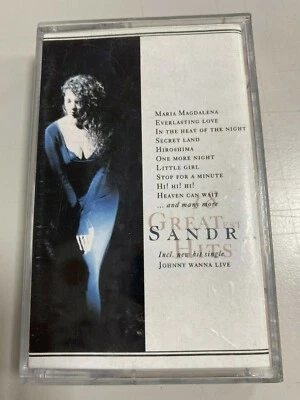 MARIA MAGDALENA
EVERLASTING LOVE
IN THE HEAT OF THE NIGHT
SECRET LAND
HIROSHIMA
ONE MORE NIGHT
LITTLE GIRL
STOP FOR A MINUTE
HI! HI! HI!
HEAVEN CAN WAIT
... and many more
GREATEST
SANDR
HITS
Incl. new hit single
JOHNNY WANNA LIVE